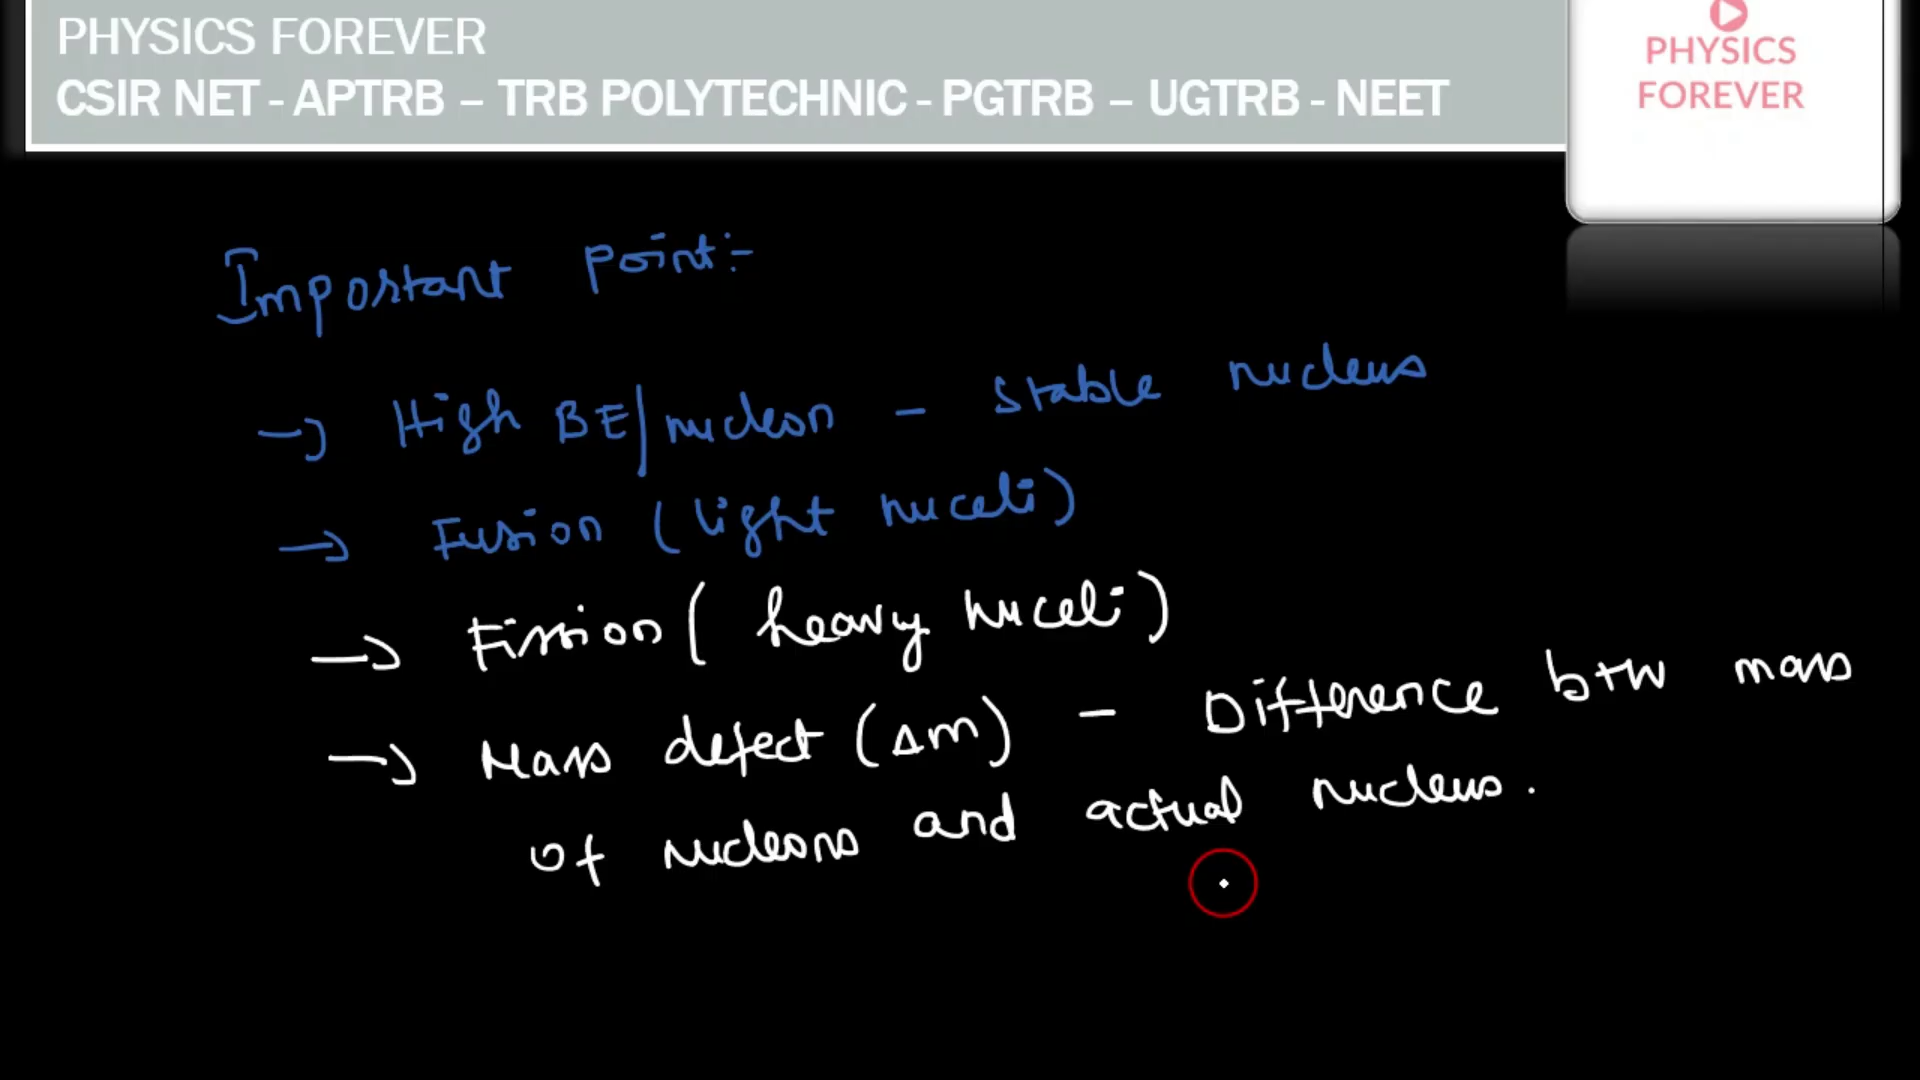 PHYSICS FOREVER
CSIR NET - APTRB – TRB POLYTECHNIC - PGTRB – UGTRB - NEET
PHYSICS
FOREVER
Important point:-
→ High BE/nucleon - Stable nucleus
→ Fusion (light nuceli)
→ Fission (heavy nuceli)
→ Mass defect (Δm) - Difference btw mass
of nucleons and actual nucleus.